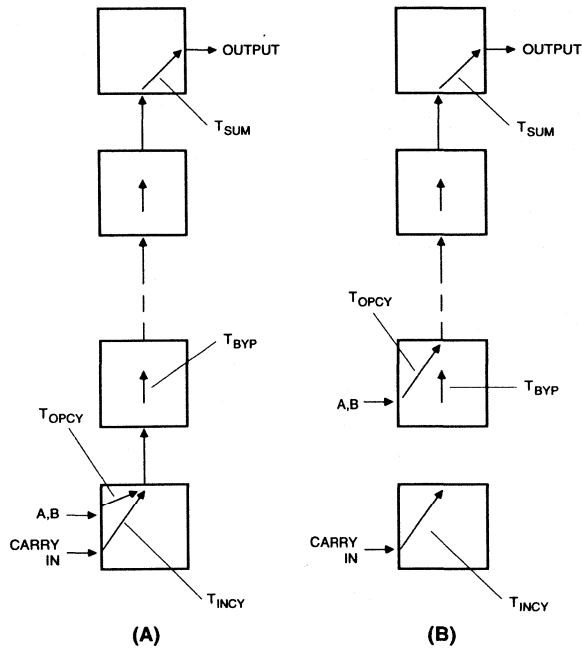 OUTPUT
T_SUM
T_BYP
T_OPCY
A,B
CARRY
IN
T_INCY
(A)
OUTPUT
T_SUM
T_OPCY
T_BYP
A,B
CARRY
IN
T_INCY
(B)